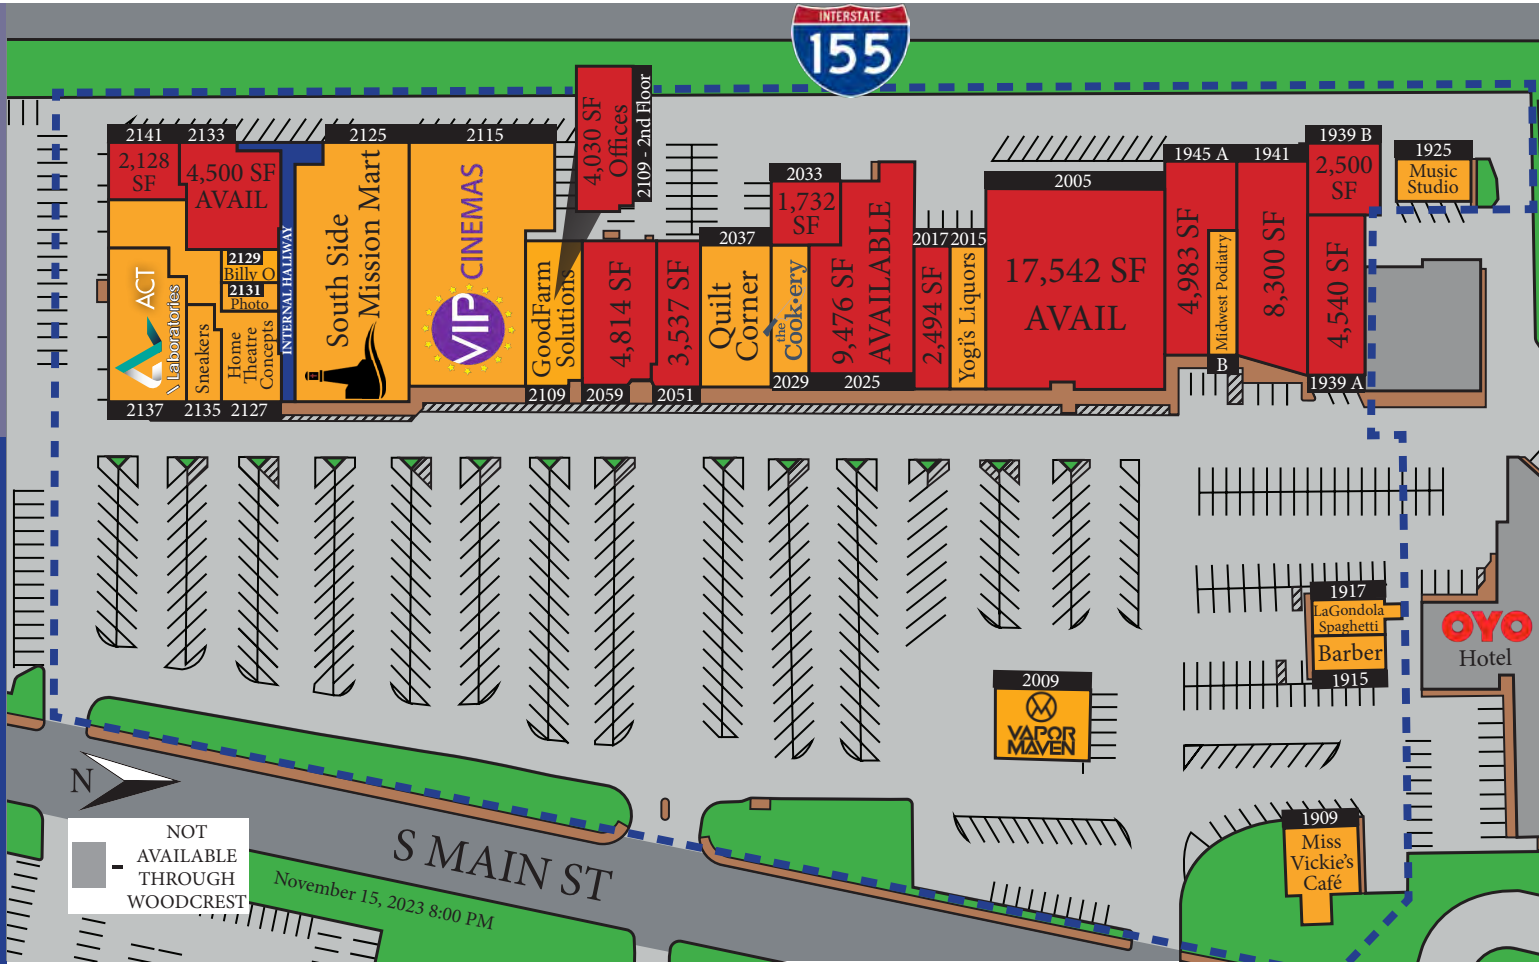 INTERSTATE
155
2141
2133
2125
2115
4,030 SF
Offices
2109 - 2nd Floor
2,128
SF
4,500 SF
AVAIL
INTERNAL HALLWAY
South Side
Mission Mart
VIP CINEMAS
GoodFarm
Solutions
4,814 SF
3,537 SF
2037
Quilt
Corner
2033
1,732
SF
the
Cook•ery
9,476 SF
AVAILABLE
2017
2015
2,494 SF
Yogi's Liquors
2005
17,542 SF
AVAIL
1945 A
4,983 SF
Midwest Podiatry
B
1941
8,300 SF
1939 B
2,500
SF
4,540 SF
1939 A
1925
Music
Studio
ACT
Laboratories
Sneakers
2129
Billy O
2131
Photo
Home
Theatre
Concepts
2137
2135
2127
2109
2059
2051
2029
2025
1917
LaGondola
Spaghetti
Barber
1915
OYO
Hotel
2009
VAPOR
MAVEN
1909
Miss
Vickie's
Café
N
S MAIN ST
NOT
- AVAILABLE
THROUGH
WOODCREST
November 15, 2023 8:00 PM